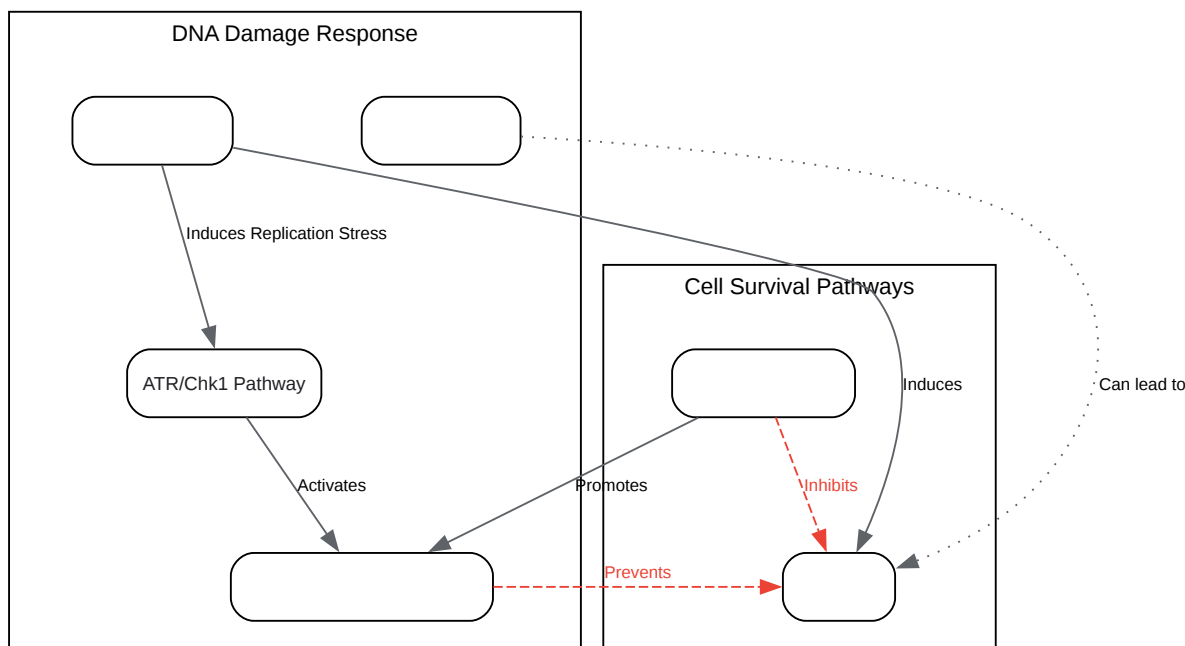 DNA Damage Response
Induces Replication Stress
Cell Survival Pathways
ATR/Chk1 Pathway
Induces
Can lead to
Activates
Promotes
Inhibits
Prevents